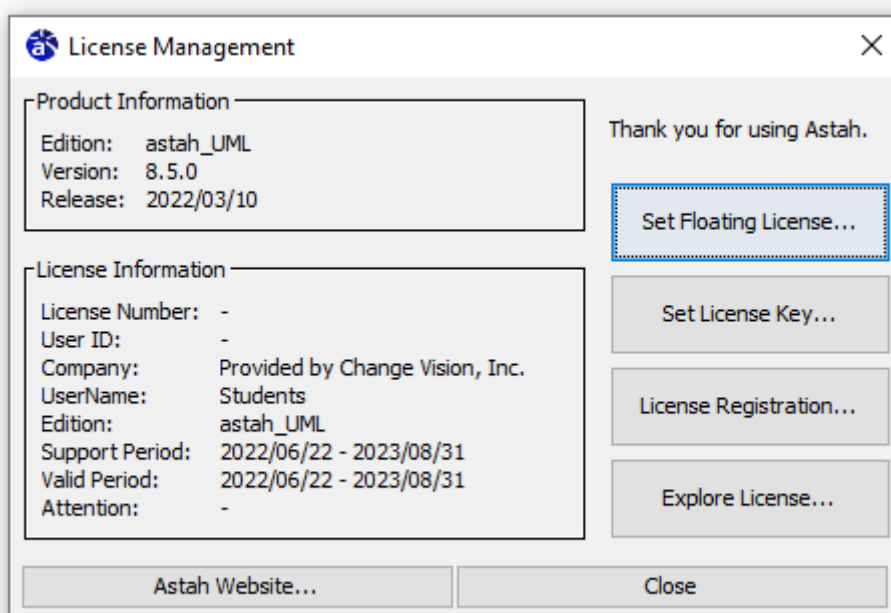 License Management
Product Information
Edition: astah_UML
Version: 8.5.0
Release: 2022/03/10
License Information
License Number: -
User ID: -
Company: Provided by Change Vision, Inc.
UserName: Students
Edition: astah_UML
Support Period: 2022/06/22 - 2023/08/31
Valid Period: 2022/06/22 - 2023/08/31
Attention: -
Thank you for using Astah.
Set Floating License...
Set License Key...
License Registration...
Explore License...
Astah Website...
Close